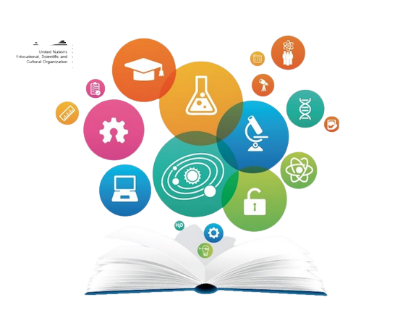 United Nations
Educational, Scientific and
Cultural Organization